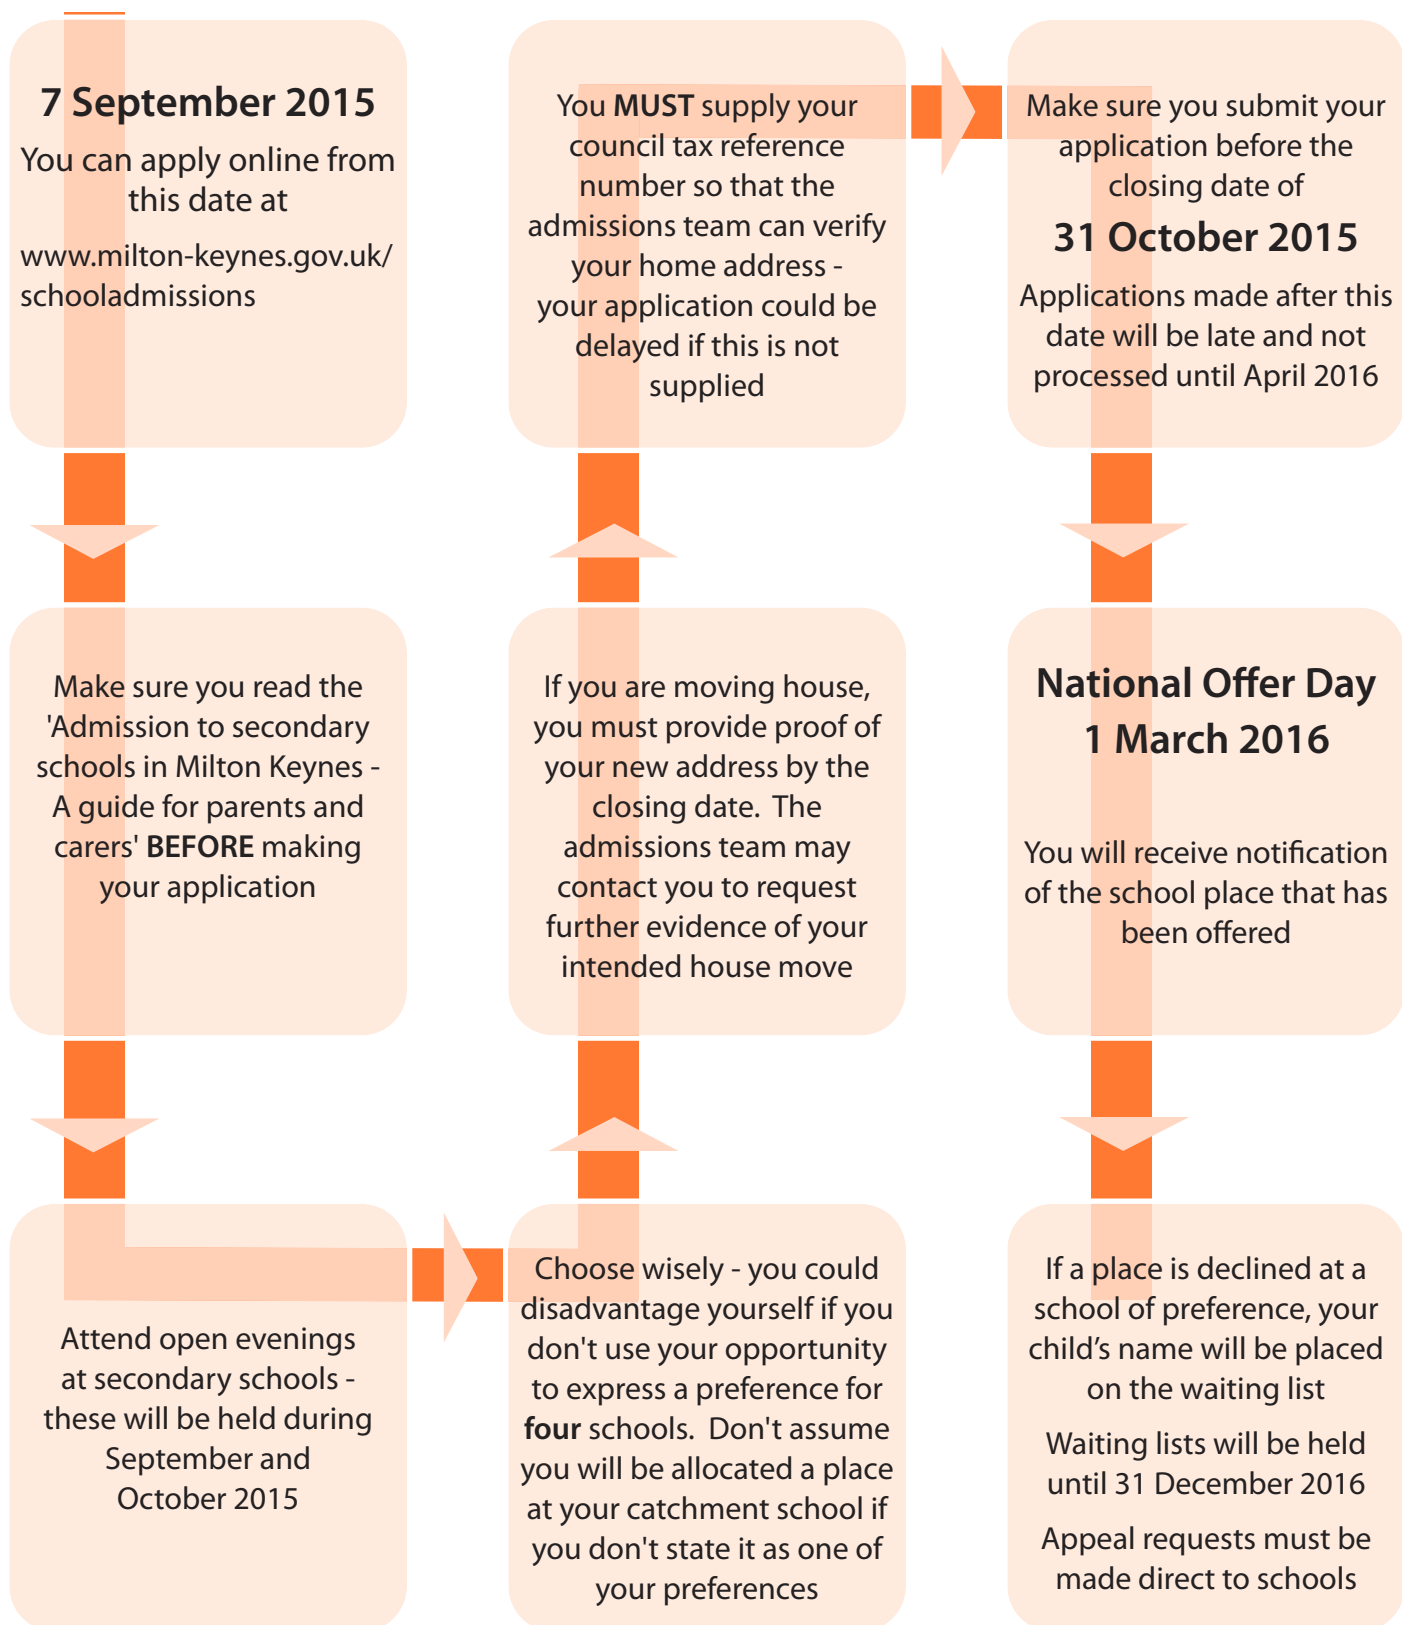 7 September 2015
You can apply online from
this date at
www.milton-keynes.gov.uk/
schooladmissions
Make sure you read the
'Admission to secondary
schools in Milton Keynes -
A guide for parents and
carers' BEFORE making
your application
Attend open evenings
at secondary schools -
these will be held during
September and
October 2015
Choose wisely - you could
disadvantage yourself if you
don't use your opportunity
to express a preference for
four schools.  Don't assume
you will be allocated a place
at your catchment school if
you don't state it as one of
your preferences
If you are moving house,
you must provide proof of
your new address by the
closing date.  The
admissions team may
contact you to request
further evidence of your
intended house move
You MUST supply your
council tax reference
number so that the
admissions team can verify
your home address -
your application could be
delayed if this is not
supplied
Make sure you submit your
application before the
closing date of
31 October 2015
Applications made after this
date will be late and not
processed until April 2016
National Offer Day
1 March 2016
You will receive notification
of the school place that has
been offered
If a place is declined at a
school of preference, your
child’s name will be placed
on the waiting list
Waiting lists will be held
until 31 December 2016
Appeal requests must be
made direct to schools